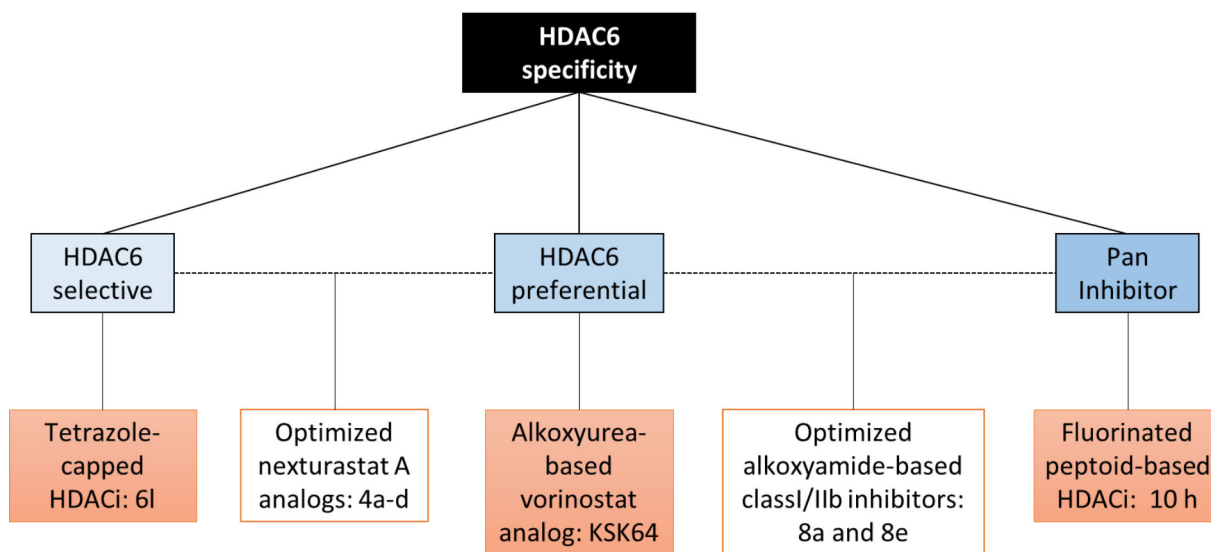 HDAC6
specificity
HDAC6
selective
HDAC6
preferential
Pan
Inhibitor
Tetrazole-
capped
HDACi: 6l
Optimized
nexturastat A
analogs: 4a-d
Alkoxyurea-
based
vorinostat
analog: KSK64
Optimized
alkoxyamide-based
classI/IIb inhibitors:
8a and 8e
Fluorinated
peptoid-based
HDACi:  10 h